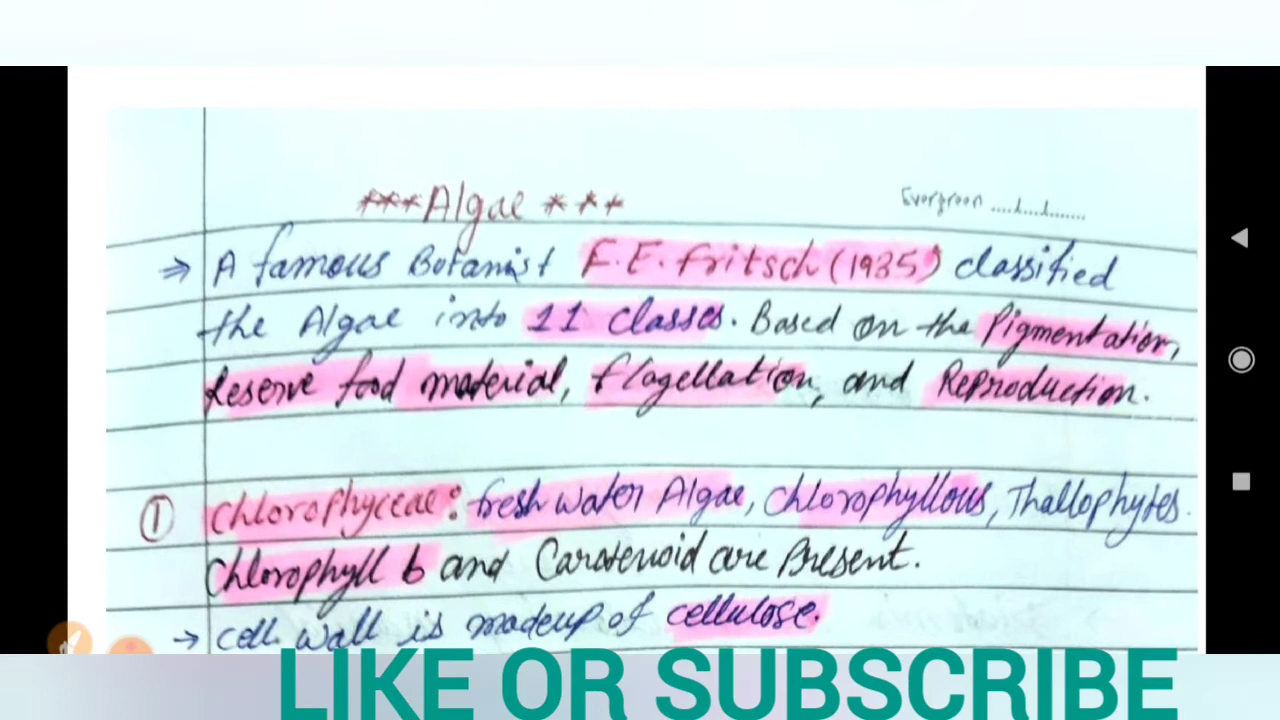 ***Algae ***
Evergreen ...../...../.......
⇒ A famous Botanist F.E. Fritsch (1935) classified
the Algae into 11 classes. Based on the Pigmentation,
Reserve food material, flagellation, and Reproduction.
① Chlorophyceae: fresh water Algae, Chlorophyllous, Thallophytes.
Chlorophyll b and Carotenoid are Present.
→ cell wall is madeup of cellulose.
LIKE OR SUBSCRIBE